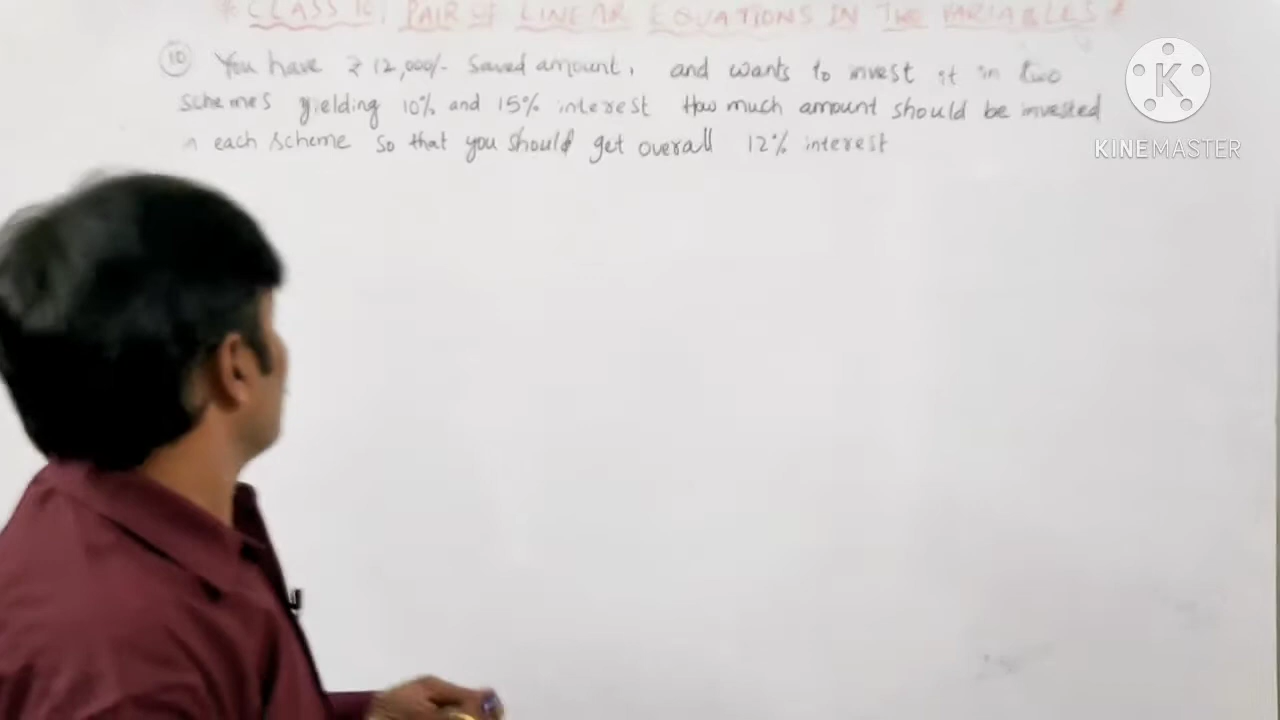 * CLASS 10, PAIR of LINEAR EQUATIONS IN THE VARIABLES *
(10) You have ₹ 12,000/- saved amount, and wants to invest it in two
schemes yielding 10% and 15% interest How much amount should be invested
n each scheme so that you should get overall 12% interest
K
KINEMASTER